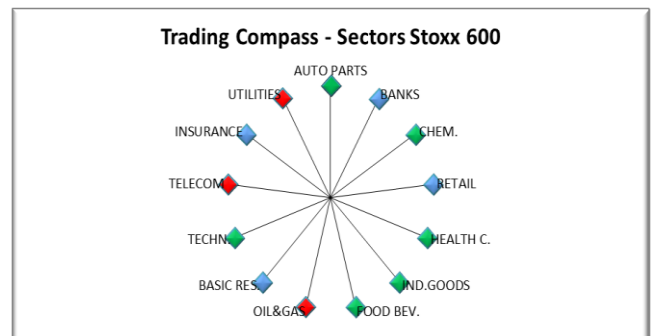 Trading Compass - Sectors Stoxx 600
AUTO PARTS
UTILITIES
BANKS
INSURANCE
CHEM.
TELECOM
RETAIL
TECHN.
HEALTH C.
BASIC RES.
IND.GOODS
OIL&GAS
FOOD BEV.